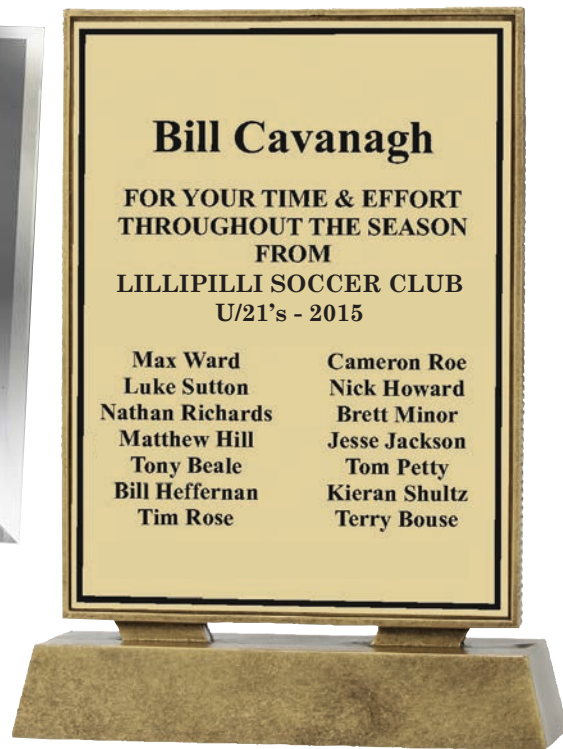 Bill Cavanagh
FOR YOUR TIME & EFFORT
THROUGHOUT THE SEASON
FROM
LILLIPILLI SOCCER CLUB
U/21's - 2015
Max Ward
Luke Sutton
Nathan Richards
Matthew Hill
Tony Beale
Bill Heffernan
Tim Rose
Cameron Roe
Nick Howard
Brett Minor
Jesse Jackson
Tom Petty
Kieran Shultz
Terry Bouse